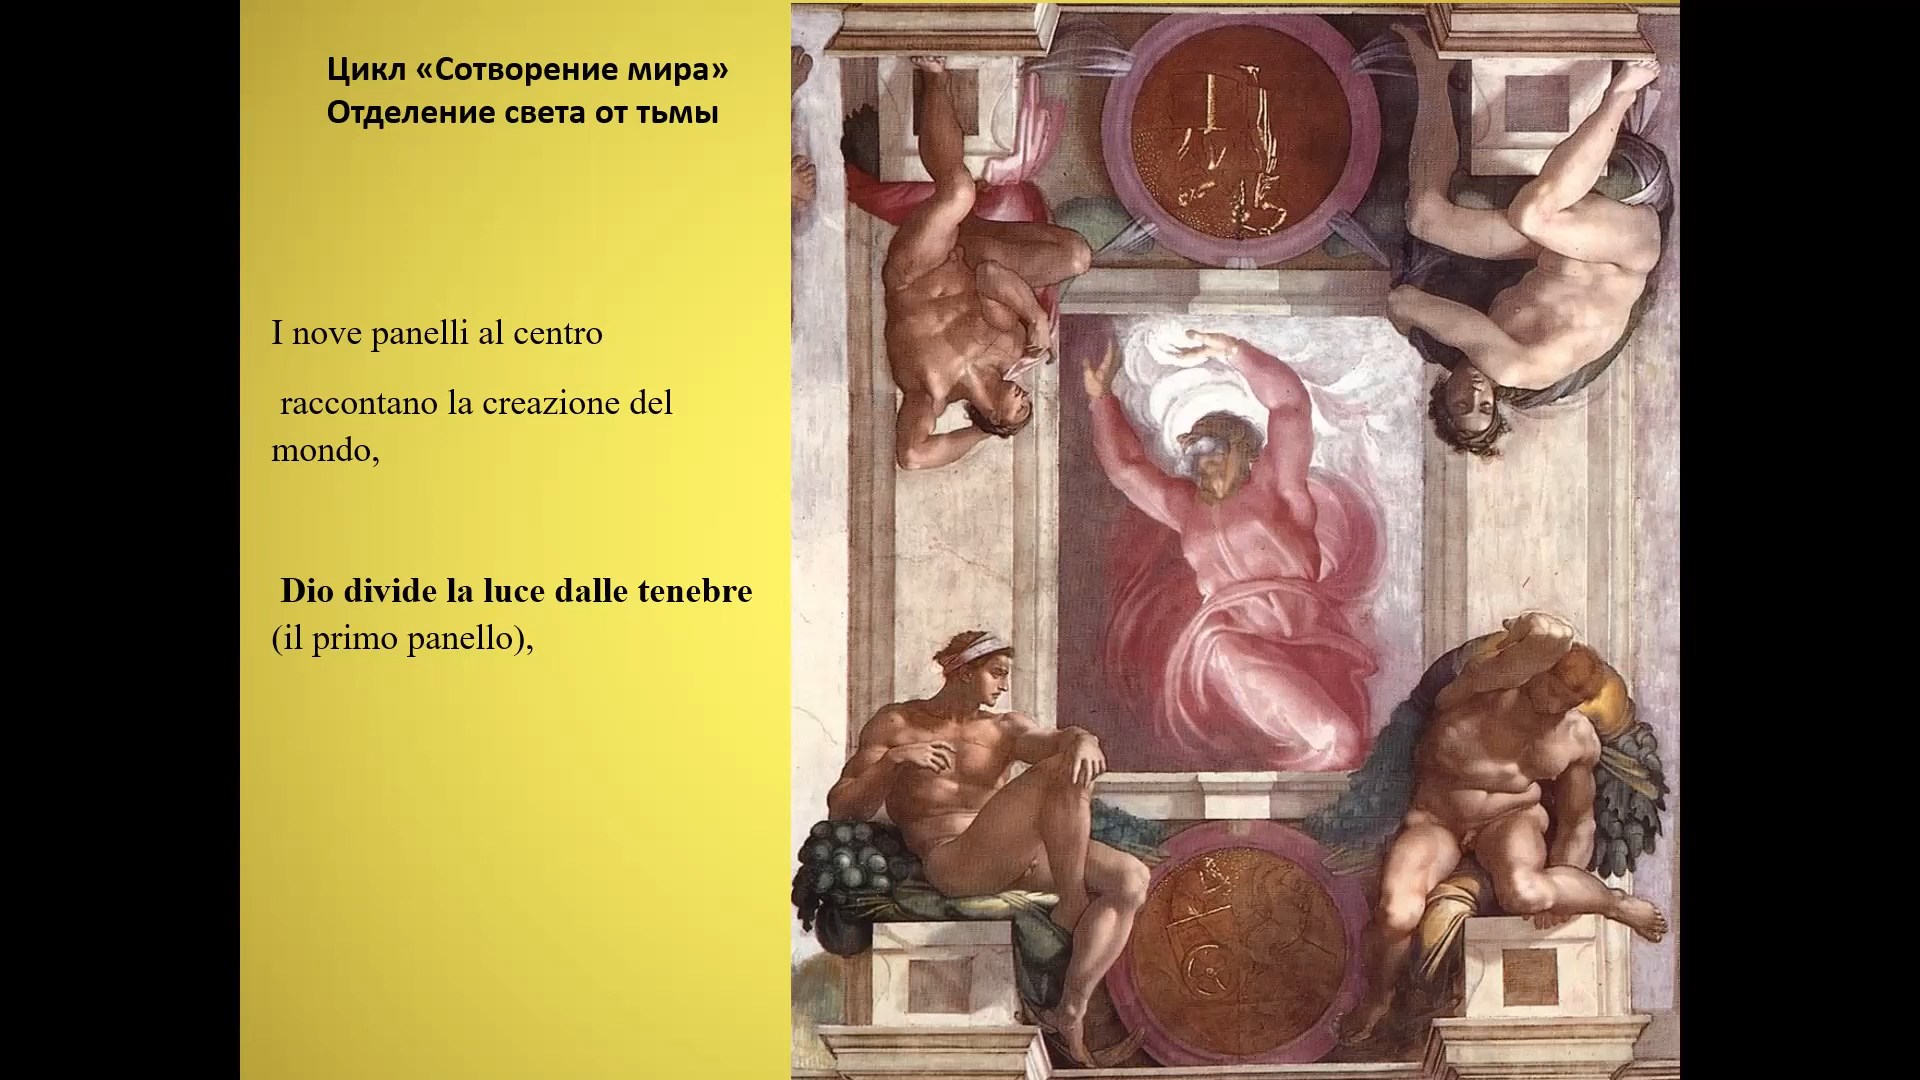 Цикл «Сотворение мира»
Отделение света от тьмы
I nove panelli al centro
raccontano la creazione del
mondo,
Dio divide la luce dalle tenebre
(il primo panello),